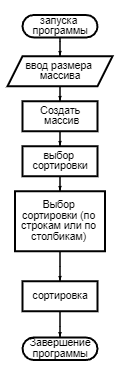 запуска
программы
ввод размера
массива
Создать
массив
выбор
сортировки
Выбор
сортировки (по
строкам или по
столбикам)
сортировка
Завершение
программы